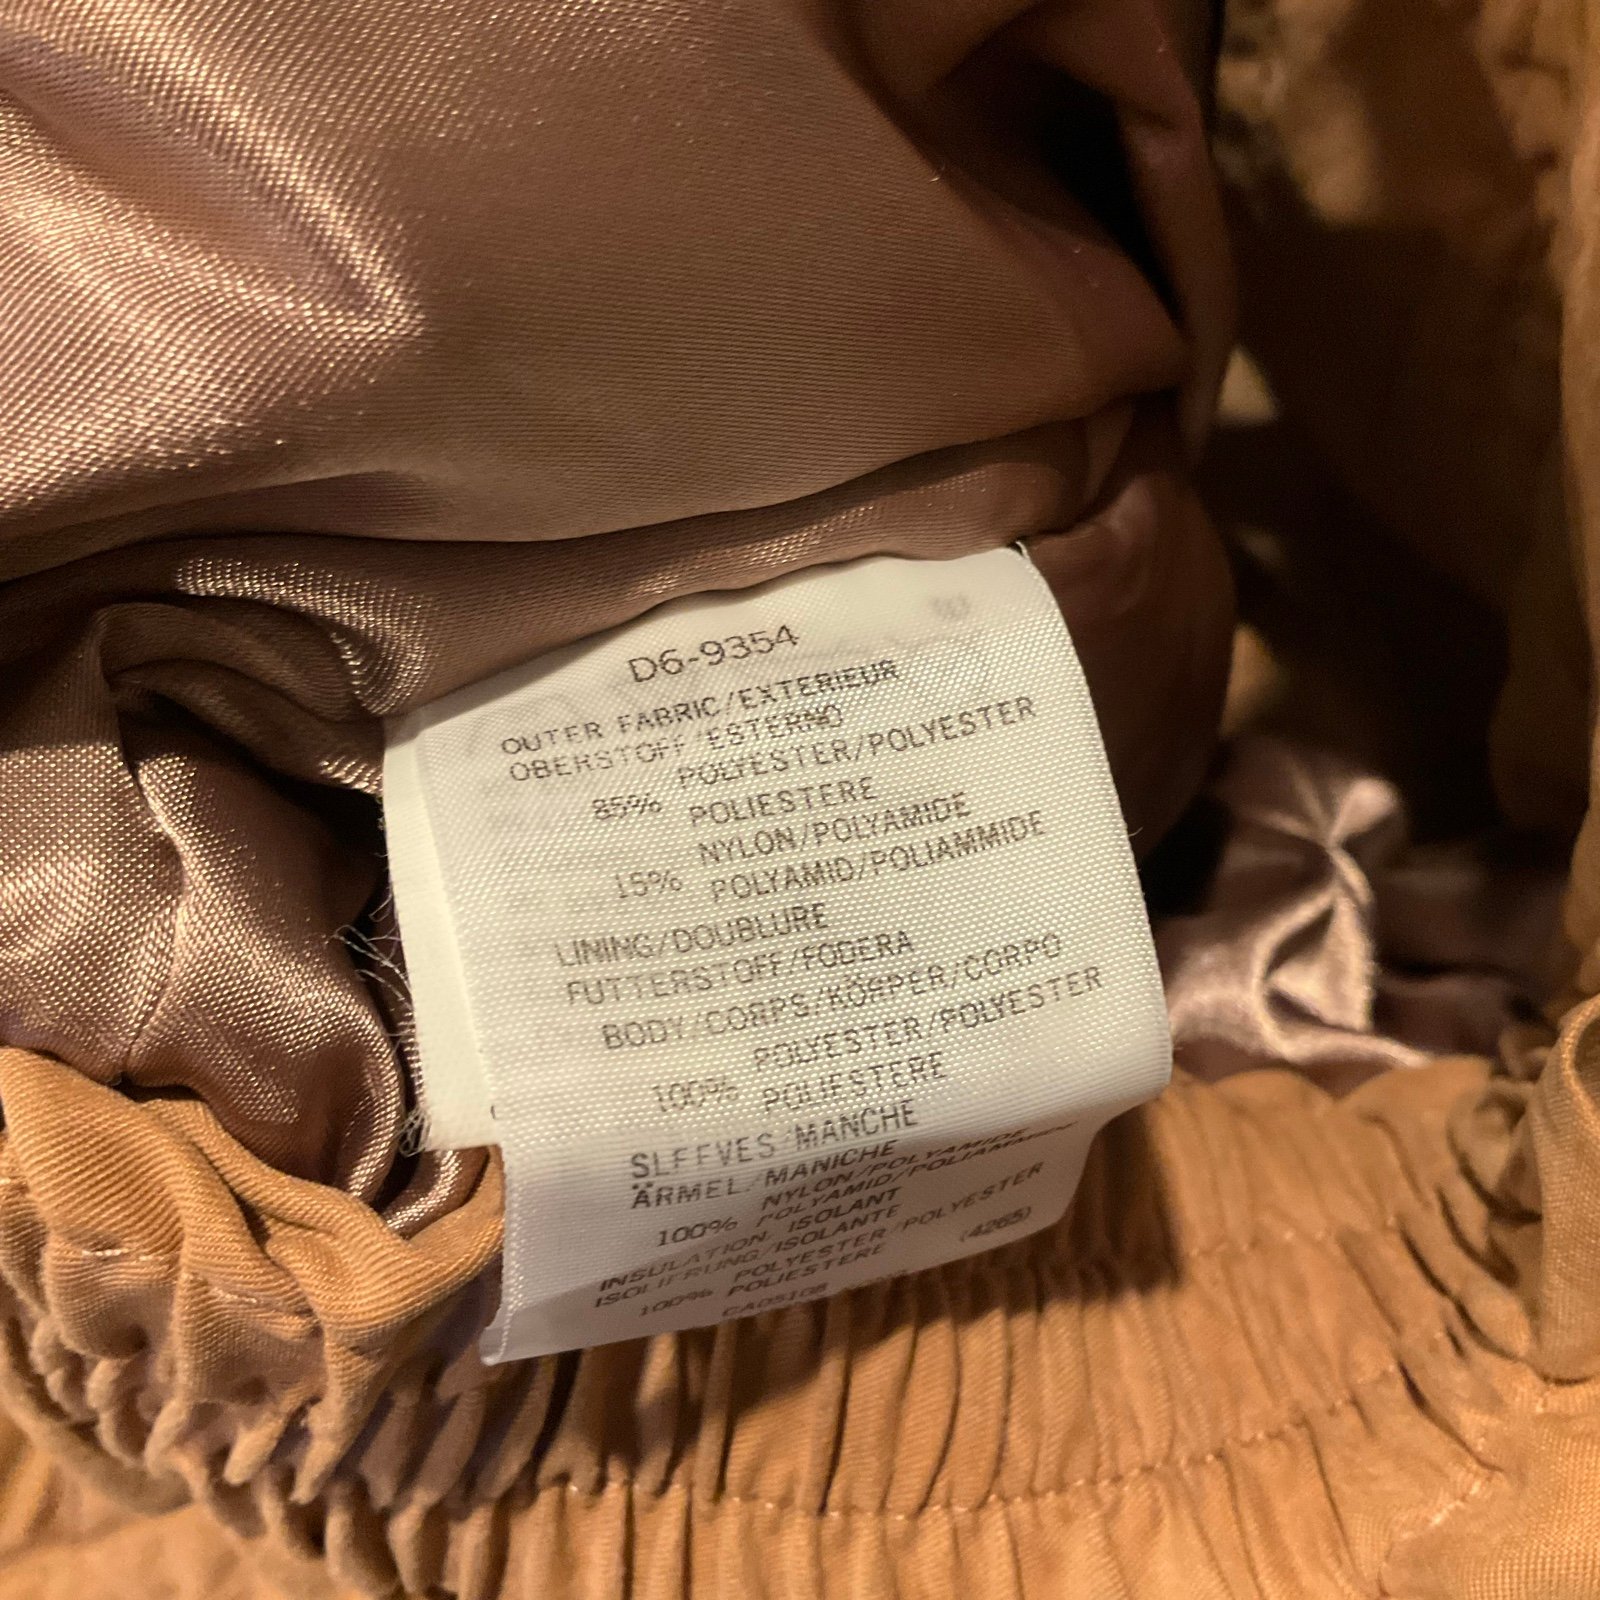 D6-9354
OUTER FABRIC/EXTERIEUR
OBERSTOFF/ESTERNO
85% POLYESTER/POLYESTER
POLIESTERE
NYLON/POLYAMIDE
15% POLYAMID/POLIAMMIDE
LINING/DOUBLURE
FUTTERSTOFF/FODERA
BODY/CORPS/KÖRPER/CORPO
POLYESTER/POLYESTER
100% POLIESTERE
SLEEVES/MANCHE
ÄRMEL/MANICHE
NYLON/POLYAMIDE
100% POLYAMID/POLIAMMIDE
INSULATION ISOLANT
ISOLIERUNG/ISOLANTE
POLYESTER/POLYESTER
100% POLIESTERE (4265)
CA05108